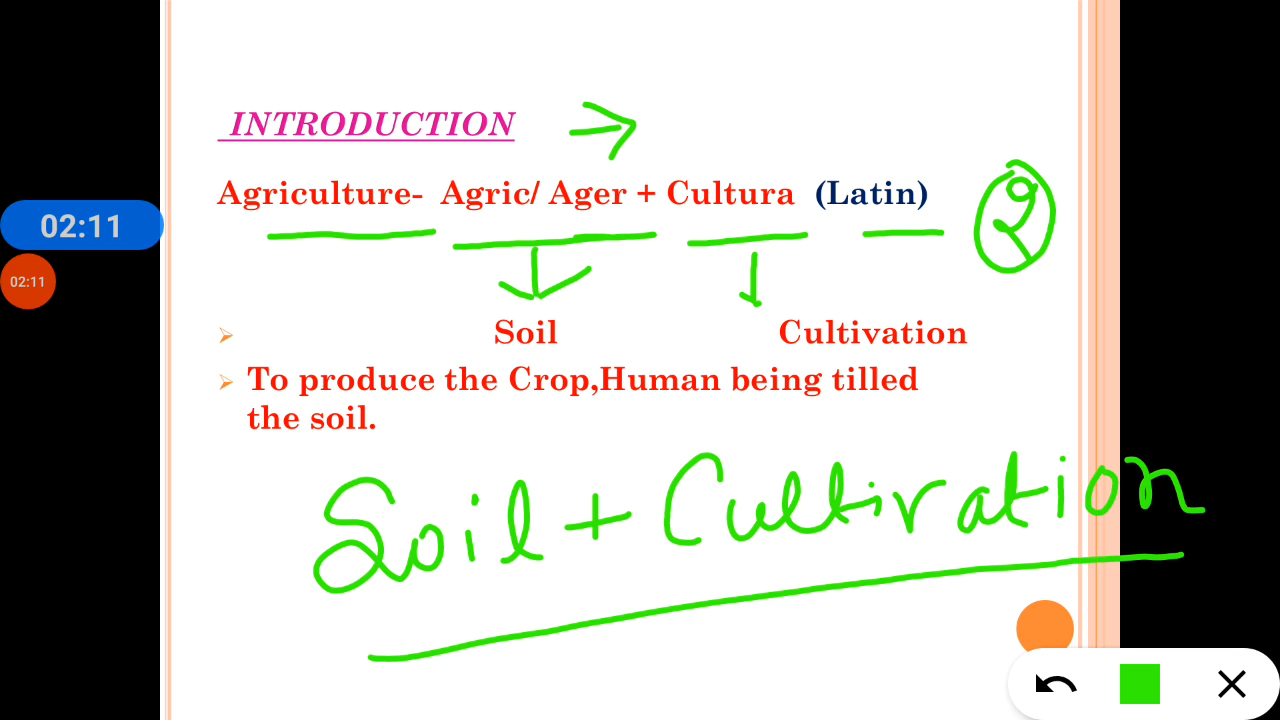 INTRODUCTION
Agriculture- Agric/ Ager + Cultura (Latin)
02:11
02:11
Soil Cultivation
To produce the Crop,Human being tilled
the soil.
Soil + Cultivation